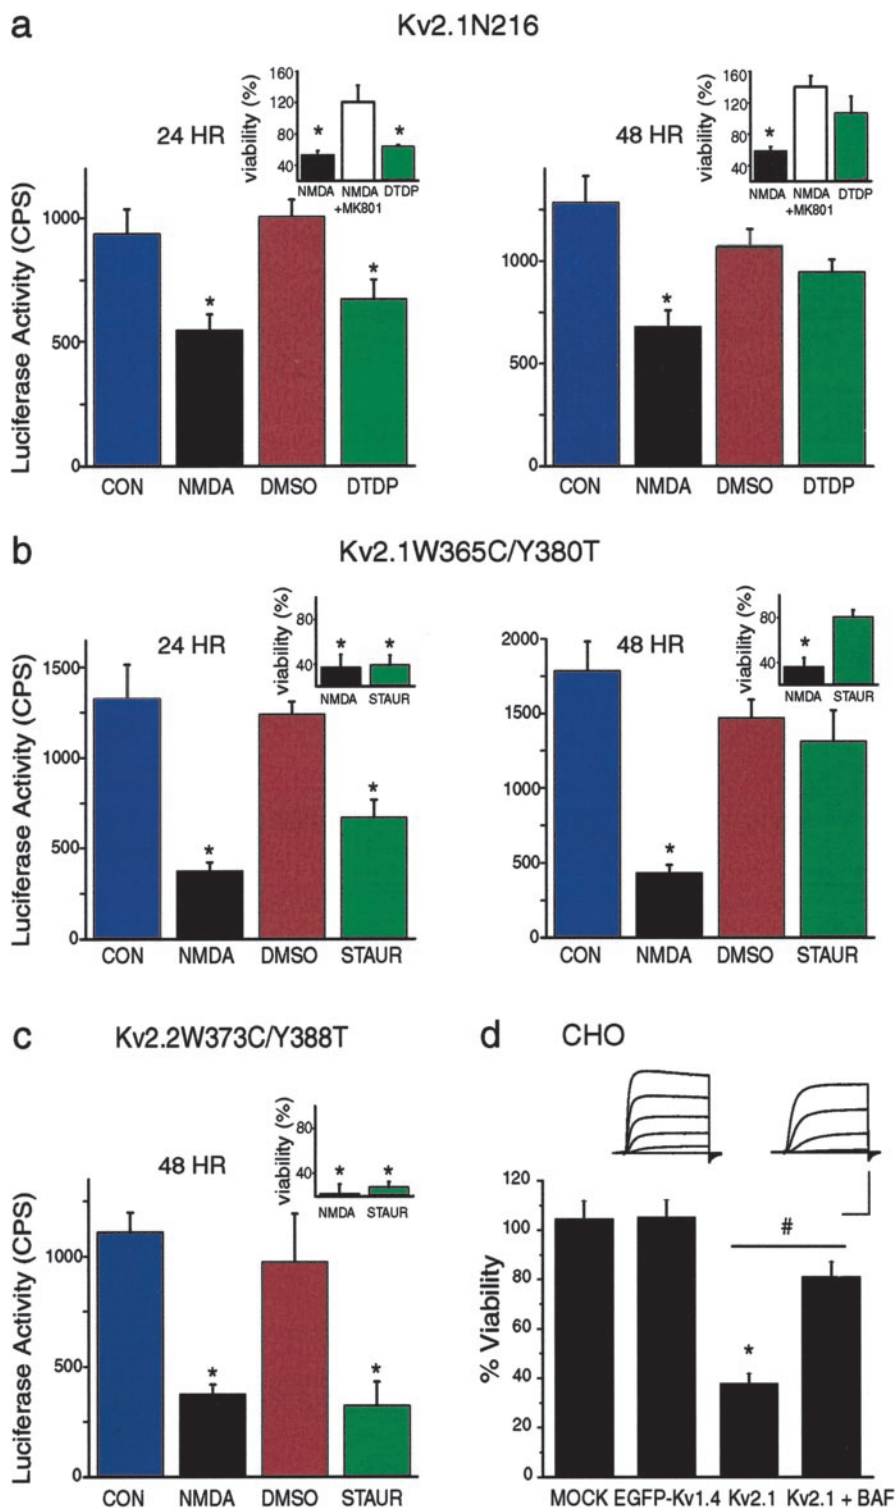 a
Kv2.1N216
24 HR
viability (%)
160
120
80
40
*
*
NMDA NMDA DTDP
+MK801
Luciferase Activity (CPS)
1000
500
0
*
*
CON NMDA DMSO DTDP
48 HR
viability (%)
160
120
80
40
*
NMDA NMDA DTDP
+MK801
1000
500
0
*
CON NMDA DMSO DTDP
b
Kv2.1W365C/Y380T
24 HR
viability (%)
80
40
*
*
NMDA STAUR
Luciferase Activity (CPS)
1500
1000
500
0
*
*
CON NMDA DMSO STAUR
48 HR
viability (%)
80
40
*
NMDA STAUR
2000
1500
1000
500
0
*
CON NMDA DMSO STAUR
c
Kv2.2W373C/Y388T
48 HR
viability (%)
80
40
*
*
NMDA STAUR
Luciferase Activity (CPS)
1000
500
0
*
*
CON NMDA DMSO STAUR
d
CHO
% Viability
120
100
80
60
40
20
0
#
*
MOCK EGFP-Kv1.4 Kv2.1 Kv2.1 + BAF